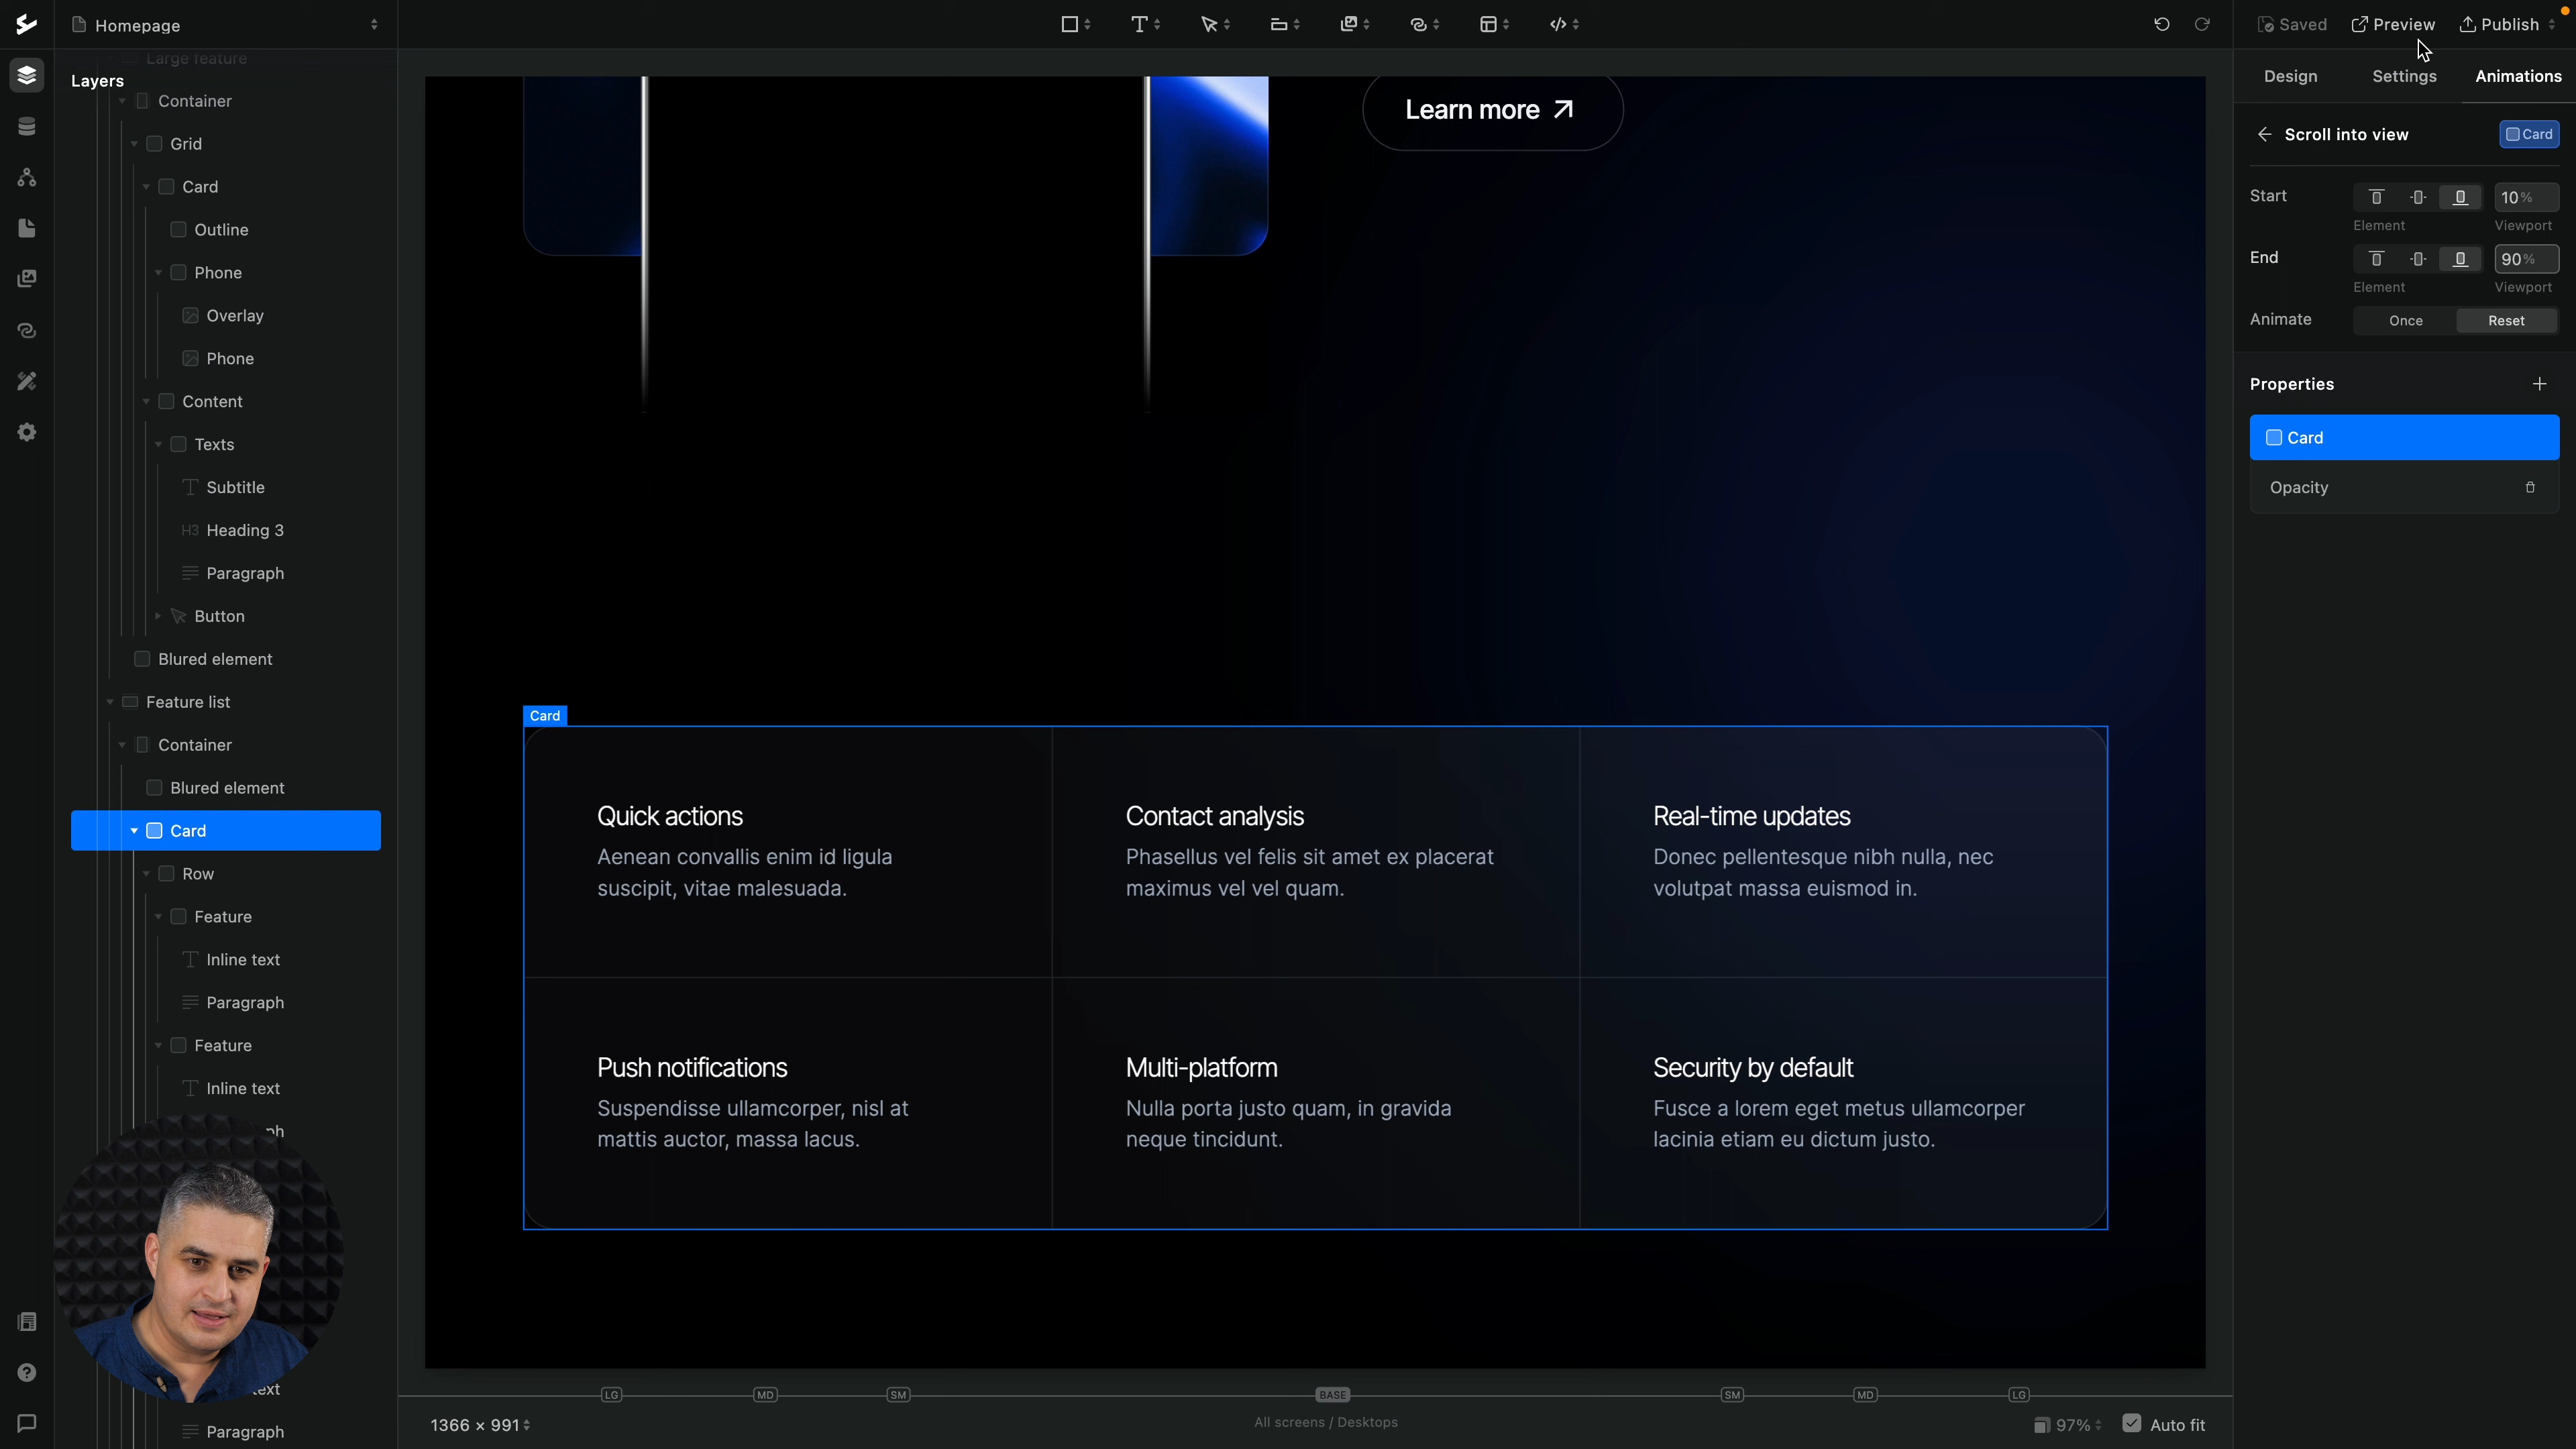 Homepage
Saved
Preview
Publish
Layers
Large feature
Container
Grid
Card
Outline
Phone
Overlay
Phone
Content
Texts
Subtitle
H3 Heading 3
Paragraph
Button
Blured element
Feature list
Container
Blured element
Card
Row
Feature
Inline text
Paragraph
Feature
Inline text
Paragraph
Learn more
Card
Quick actions
Aenean convallis enim id ligula
suscipit, vitae malesuada.
Contact analysis
Phasellus vel felis sit amet ex placerat
maximus vel vel quam.
Real-time updates
Donec pellentesque nibh nulla, nec
volutpat massa euismod in.
Push notifications
Suspendisse ullamcorper, nisl at
mattis auctor, massa lacus.
Multi-platform
Nulla porta justo quam, in gravida
neque tincidunt.
Security by default
Fusce a lorem eget metus ullamcorper
lacinia etiam eu dictum justo.
LG MD SM BASE SM MD LG
1366 × 991
All screens / Desktops
97%
Auto fit
Design Settings Animations
Scroll into view
Card
Start
10%
Element
Viewport
End
90%
Element
Viewport
Animate
Once
Reset
Properties
Card
Opacity